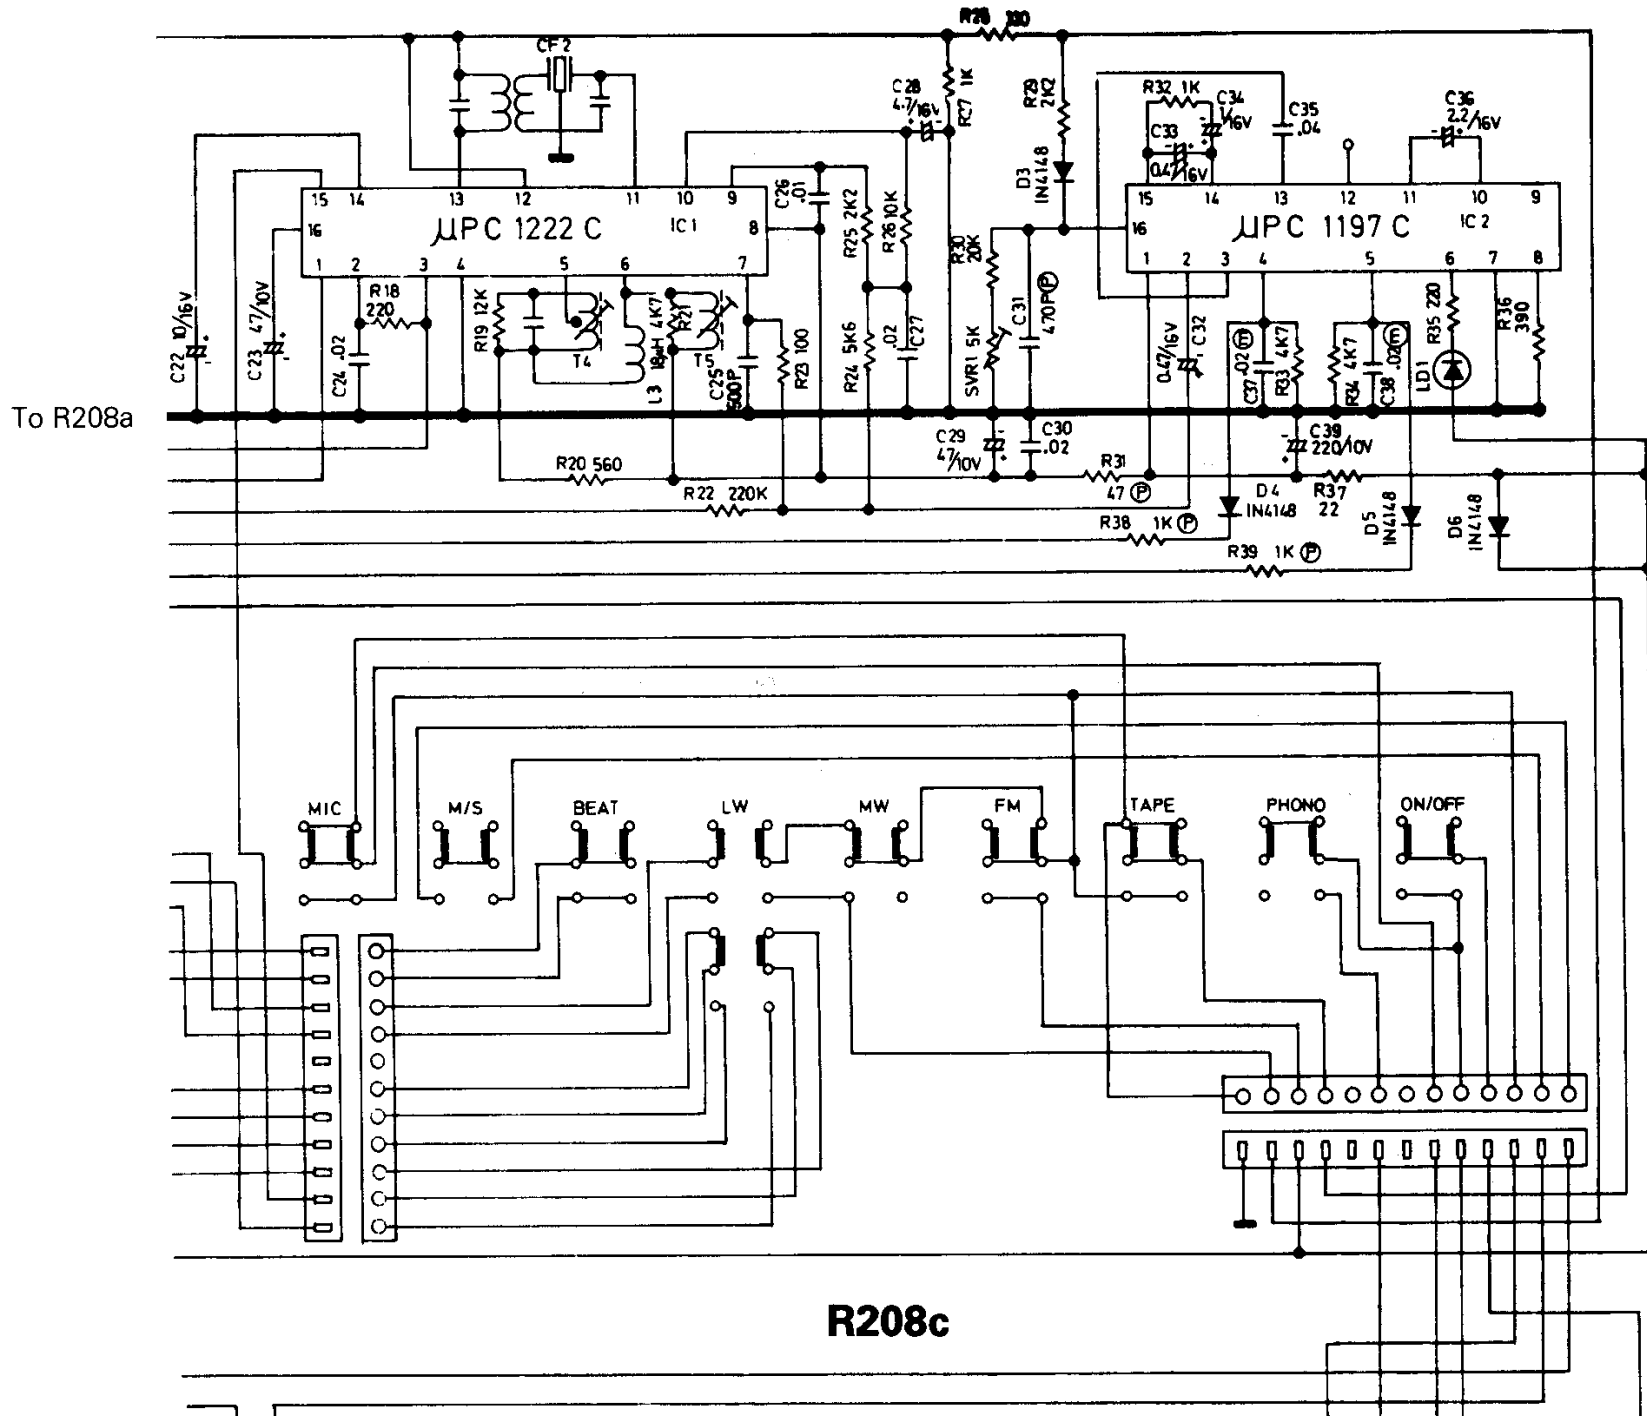 R28 330
CF 2
C28
4.7/16V
R27 1K
R29
2K2
R32 1K
C34
1/16V
C33
0.47/16V
C35
.04
C36
2.2/16V
D3
IN4148
15 14 13 12 11 10 9
16
µPC 1222 C
IC 1
8
1 2 3 4 5 6 7
C26
.01
R25 2K2
R26 10K
R30
20K
15 14 13 12 11 10 9
16
µPC 1197 C
IC 2
1 2 3 4 5 6 7 8
C22 10/16V
C23 47/10V
R18
220
C24 .02
R19 12K
T4
L3 18µH
4K7
R21
T5
C25
R23 100
R24 5K6
C27
.02
SVR1 5K
C31
470P P
0.47/16V
C32
C37 .02 E
R33 4K7
R34 4K7
C38 .02 E
R35 220
LD1
R36
390
To R208a
C29
47/10V
C30
.02
R31
47 P
C39
220/10V
R37
22
R20 560
R22 220K
R38 1K P
D4
IN4148
R39 1K P
D5
IN4148
D6
IN4148
MIC M/S BEAT LW MW FM TAPE PHONO ON/OFF
R208c